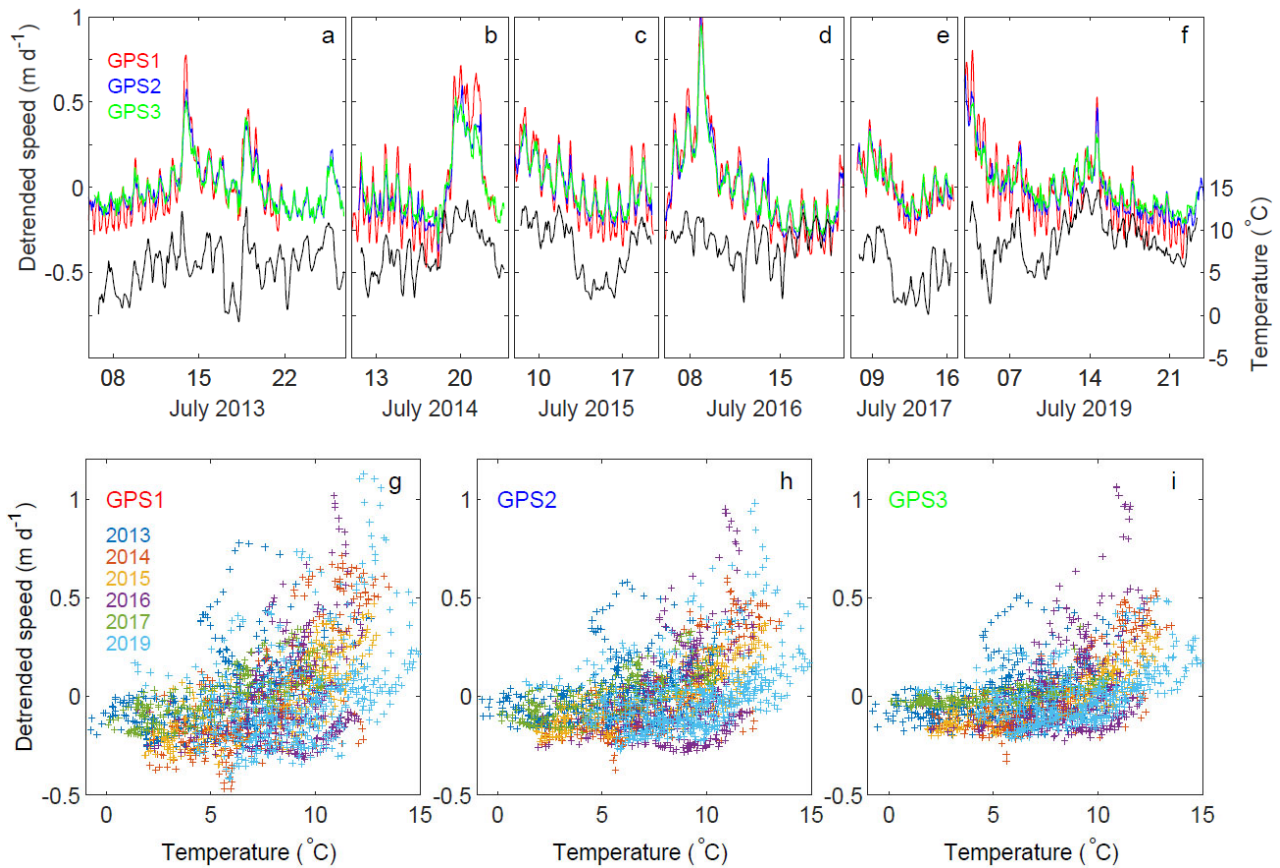 a b c d e f
GPS1
GPS2
GPS3
Detrended speed (m d⁻¹)
1
0.5
0
-0.5
15
10
5
0
-5
Temperature (°C)
08 15 22 13 20 10 17 08 15 09 16 07 14 21
July 2013 July 2014 July 2015 July 2016 July 2017 July 2019
g h i
GPS1 GPS2 GPS3
2013
2014
2015
2016
2017
2019
Detrended speed (m d⁻¹)
1 1 1
0.5 0.5 0.5
0 0 0
-0.5 -0.5 -0.5
0 5 10 15 0 5 10 15 0 5 10 15
Temperature (°C) Temperature (°C) Temperature (°C)